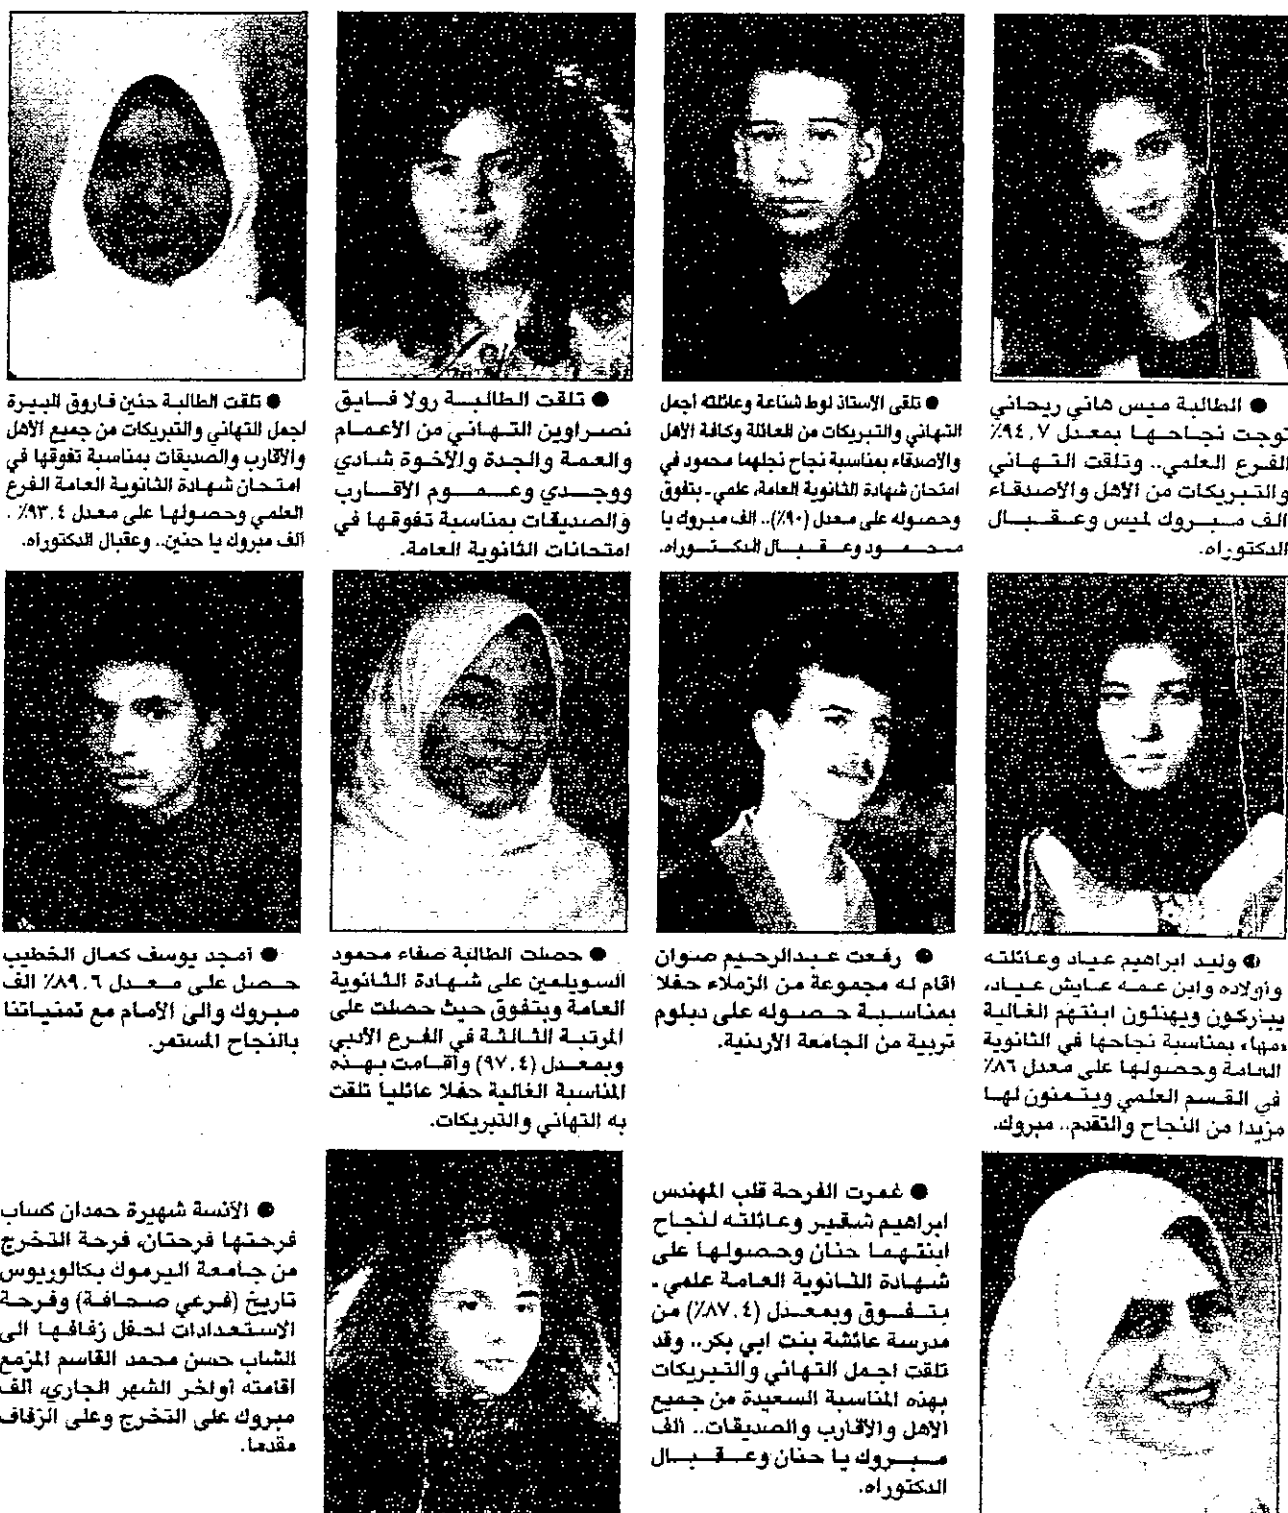 ● الطالبة ميس هاني ريحاني
توجت نجاحها بمعدل ٩٤,٧٪
الفرع العلمي.. وتلقت التهاني
والتبريكات من الأهل والأصدقاء
الف مبروك لميس وعقبال
الدكتوراه.
● تلقى الأستاذ لوط شناعة وعائلته أجمل
التهاني والتبريكات من العائلة وكافة الأهل
والأصدقاء بمناسبة نجاح نجلهما محمود في
امتحان شهادة الثانوية العامة، علمي ـ بتفوق
وحصوله على معدل (٩٠٪).. الف مبروك يا
محمود وعقبال الدكتوراه.
● تلقت الطالبة رولا فايق
نصراوين التهاني من الأعمام
والعمة والجدة والأخوة شادي
ووجدي وعموم الأقارب
والصديقات بمناسبة تفوقها في
امتحانات الثانوية العامة.
● تلقت الطالبة حنين فاروق البيرة
اجمل التهاني والتبريكات من جميع الأهل
والأقارب والصديقات بمناسبة تفوقها في
امتحان شهادة الثانوية العامة الفرع
العلمي وحصولها على معدل ٩٣,٤٪ .
الف مبروك يا حنين.. وعقبال الدكتوراه.
● وليد ابراهيم عياد وعائلته
وأولاده وابن عمه عايش عياد،
يباركون ويهنئون ابنتهم الغالية
«مها» بمناسبة نجاحها في الثانوية
العامة وحصولها على معدل ٨٦٪
في القسم العلمي ويتمنون لها
مزيدا من النجاح والتقدم.. مبروك.
● رفعت عبدالرحيم صوان
اقام له مجموعة من الزملاء حفلا
بمناسبة حصوله على دبلوم
تربية من الجامعة الأردنية.
● حصلت الطالبة صفاء محمود
السويلمين على شهادة الثانوية
العامة وبتفوق حيث حصلت على
المرتبة الثالثة في الفرع الأدبي
وبمعدل (٩٧,٤) وأقامت بهذه
المناسبة الغالية حفلا عائليا تلقت
به التهاني والتبريكات.
● أمجد يوسف كمال الخطيب
حصل على معدل ٨٩,٦٪ الف
مبروك والى الأمام مع تمنياتنا
بالنجاح المستمر.
● غمرت الفرحة قلب المهندس
ابراهيم شقير وعائلته لنجاح
ابنتهما حنان وحصولها على
شهادة الثانوية العامة علمي ـ
بتفوق وبمعدل (٨٧,٤٪) من
مدرسة عائشة بنت ابي بكر.. وقد
تلقت اجمل التهاني والتبريكات
بهذه المناسبة السعيدة من جميع
الأهل والأقارب والصديقات.. الف
مبروك يا حنان وعقبال
الدكتوراه.
● الآنسة شهيرة حمدان كساب
فرحتها فرحتان، فرحة التخرج
من جامعة اليرموك بكالوريوس
تاريخ (فرعي صحافة) وفرحة
الاستعدادات لحفل زفافها الى
الشاب حسن محمد القاسم المزمع
اقامته أواخر الشهر الجاري، الف
مبروك على التخرج وعلى الزفاف
مقدما.